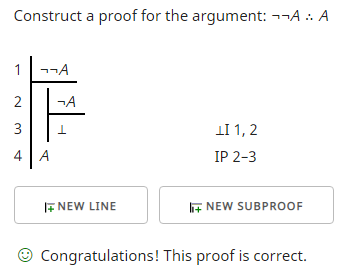 Construct a proof for the argument: ¬¬A ∴ A
1 ¬¬A
2 ¬A
3 ⊥ ⊥I 1, 2
4 A IP 2–3
NEW LINE NEW SUBPROOF
Congratulations! This proof is correct.